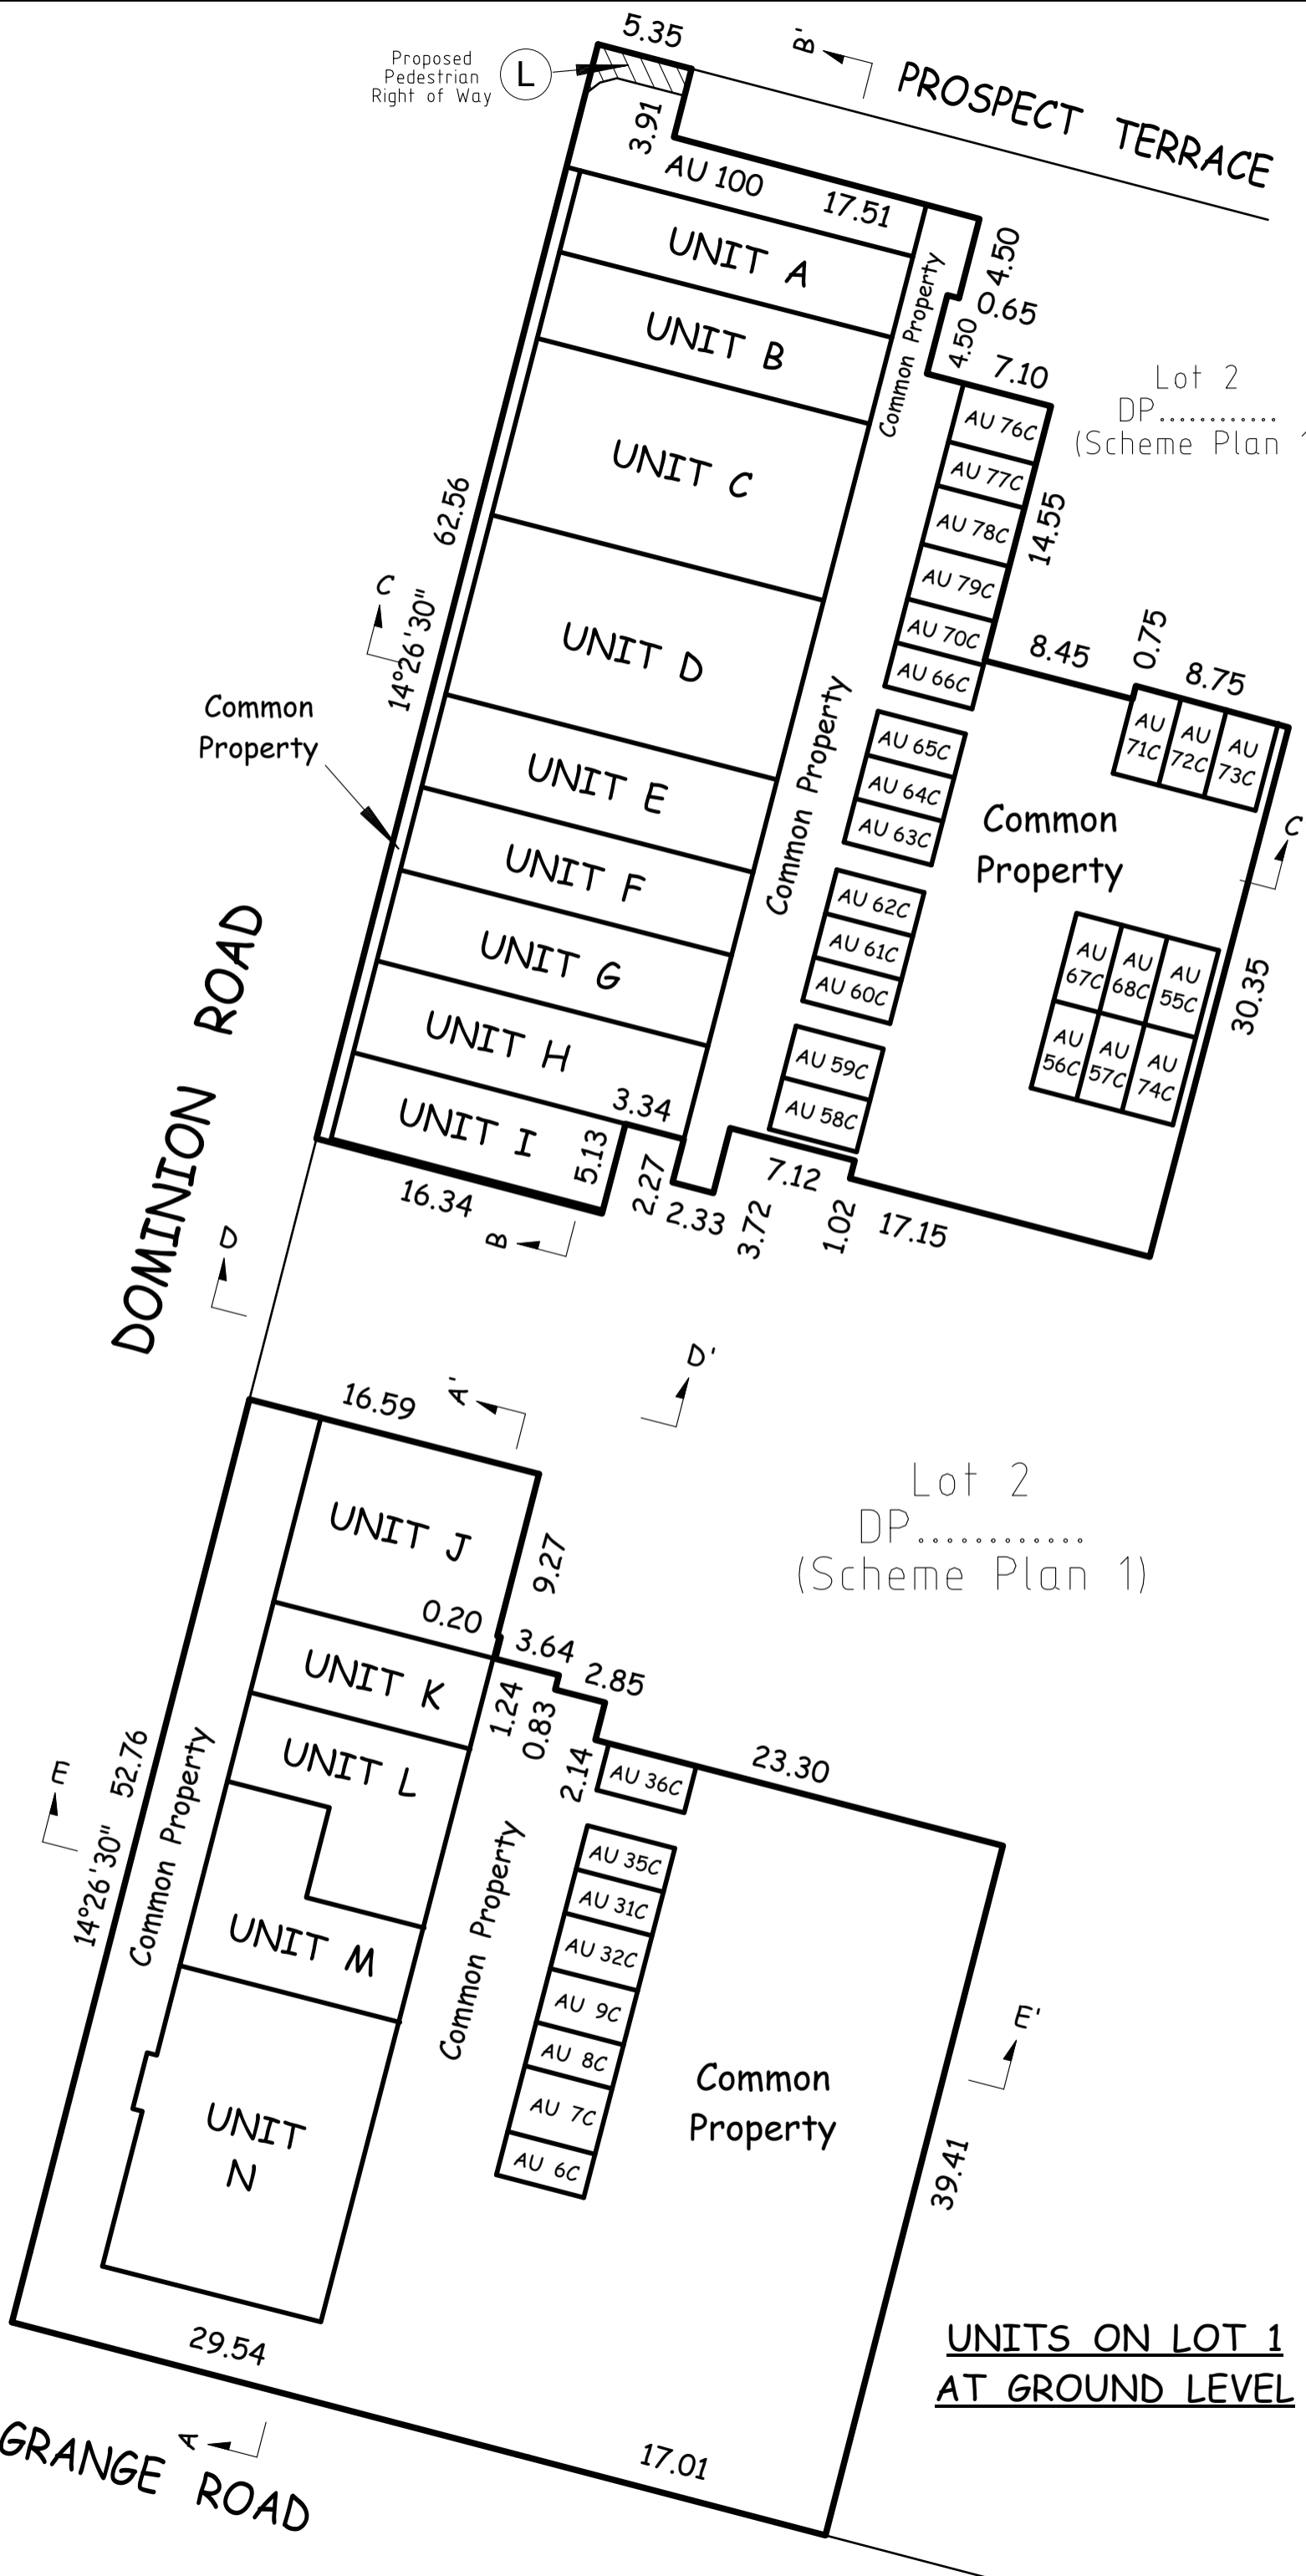 5.35
B'
Proposed
Pedestrian
Right of Way
L
PROSPECT TERRACE
3.91
AU 100
17.51
UNIT A
4.50
0.65
Common Property
4.50
7.10
UNIT B
Lot 2
DP............
(Scheme Plan 1
AU 76C
AU 77C
AU 78C
AU 79C
AU 70C
AU 66C
14.55
UNIT C
62.56
14°26'30"
C
UNIT D
8.45
0.75
8.75
AU
71C
AU
72C
AU
73C
Common
Property
Common Property
AU 65C
AU 64C
AU 63C
UNIT E
Common
Property
C
UNIT F
AU 62C
AU 61C
AU 60C
AU
67C
AU
68C
AU
55C
30.35
DOMINION ROAD
UNIT G
UNIT H
AU
56C
AU
57C
AU
74C
AU 59C
AU 58C
3.34
UNIT I
5.13
2.27
2.33
3.72
7.12
1.02
17.15
16.34
B
D
D'
16.59
A'
UNIT J
9.27
Lot 2
DP............
(Scheme Plan 1)
0.20
3.64
2.85
UNIT K
1.24
0.83
2.14
AU 36C
23.30
UNIT L
52.76
14°26'30"
E
Common Property
Common Property
AU 35C
AU 31C
AU 32C
AU 9C
AU 8C
AU 7C
AU 6C
UNIT M
E'
Common
Property
UNIT
N
39.41
29.54
UNITS ON LOT 1
AT GROUND LEVEL
A
GRANGE ROAD
17.01